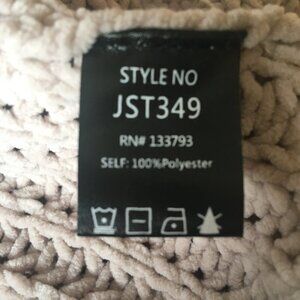 STYLE NO
JST349
RN# 133793
SELF: 100%Polyester